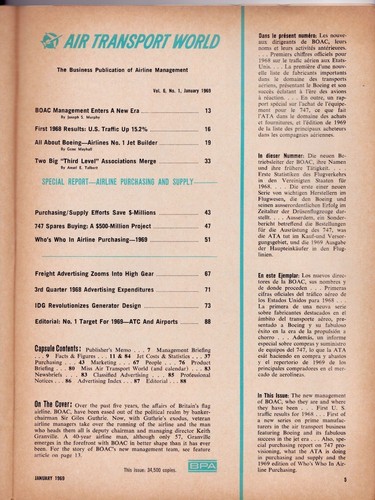 AIR TRANSPORT WORLD
The Business Publication of Airline Management
Vol. 6, No. 1, January 1969
BOAC Management Enters A New Era 13
By Joseph S. Murphy
First 1968 Results: U.S. Traffic Up 15.2% 16
All About Boeing—Airlines No. 1 Jet Builder 19
By Gene Mayhall
Two Big "Third Level" Associations Merge 33
By Ansel E. Talbert
SPECIAL REPORT—AIRLINE PURCHASING AND SUPPLY
Purchasing/Supply Efforts Save $-Millions 43
747 Spares Buying: A $500-Million Project 47
Who's Who In Airline Purchasing—1969 51
Freight Advertising Zooms Into High Gear 67
3rd Quarter 1968 Advertising Expenditures 71
IDG Revolutionizes Generator Design 73
Editorial: No. 1 Target For 1969—ATC And Airports 88
Capsule Contents: Publisher's Memo . . . 7 Management Briefing
. . . 9 Facts & Figures . . . 11 & 84 Jet Costs & Statistics . . . 37
Purchasing . . . 43 Marketing . . . 67 People . . . 76 Product
Briefing . . . 80 Miss Air Transport World (and calendar) . . . 83
Newsbriefs . . . 83 Classified Advertising . . . 85 Professional
Notices . . . 86 Advertising Index . . . 87 Editorial . . . 88
On The Cover: Over the past five years, the affairs of Britain's flag
airline, BOAC, have been essed out of the political realm by banker-
chairman Sir Giles Guthrie. Now, with Guthrie's exodus, veteran
airline managers take over the running of the airline and the man
who heads them all is deputy chairman and managing director Keith
Granville. A 40-year airline man, although only 57, Granville
emerges in the forefront with BOAC in better shape than it has ever
been. For the story of BOAC's new management team, see feature
article on page 13.
This issue: 34,500 copies.
BPA
JANUARY 1969
Dans le présent numéro: Les nouveaux
dirigeants de BOAC, leurs
noms et leurs activités antérieures.
. . . Premiers chiffres officiels pour
1968 sur le trafic aérien aux Etats-
Unis. . . . La première d'une nouvelle
liste de fabricants importants
dans le domaine des transports
aériens, présentant la Boeing et son
succès éclatant à l'ère des avions
à réaction. . . . En outre, un rapport
spécial sur l'achat de l'équipement
pour le 747, ce que fait
l'ATA dans le domaine des achats
et fournitures, et l'édition de 1969
de la liste des principaux acheteurs
dans les compagnies aériennes.
In dieser Nummer: Die neuen Betriebsleiter
der BOAC, ihre Namen
und ihre frühere Tätigkeit. . . .
Erste Statistiken des Flugverkehrs
in den Vereinigten Staaten für
1968. . . . Die erste einer neuen
Serie von wichtigen Herstellern im
Flugwesen, die den Boeing und
seinen ausserordentlichen Erfolg im
Zeitalter der Düsenflugzeuge darstellt.
. . . Ausserdem, ein Sonderbericht
betreffend die Bestellungen
für die Ausrüstung des 747, was
die ATA tut im Kauf-und Versorgungsgebiet,
und die 1969 Ausgabe
der Haupteinkäufer in den Fluglinien.
En este Ejemplar: Los nuevos directores
de la BOAC, sus nombres y
de donde proceden . . . Primeras
cifras oficiales del tráfico aéreo de
los Estados Unidos para 1968 . . .
La primera de una nueva serie
sobre fabricantes destacados en el
ámbito del transporte aéreo, presentado
a Boeing y su fabuloso
éxito en la era de la propulsión a
chorro . . . Además, un informe
especial sobre compras y suministro
de equipo del 747, lo que la ATA
esáâ haciendo en compra y abastos
y el repertorio de 1969 de los
principales compradores en el mercado
de aerolíneas.
In This Issue: The new management
of BOAC, who they are and where
they have been . . . First U. S.
traffic results for 1968 . . . First of
a new series on prime manufacturers
in the air transport business
featuring Boeing and its fabulous
success in the jet era . . . Also, special
purchasing report on 747 provisioning,
what the ATA is doing
in purchasing and supply and the
1969 edition of Who's Who In Airline
Purchasing.
5